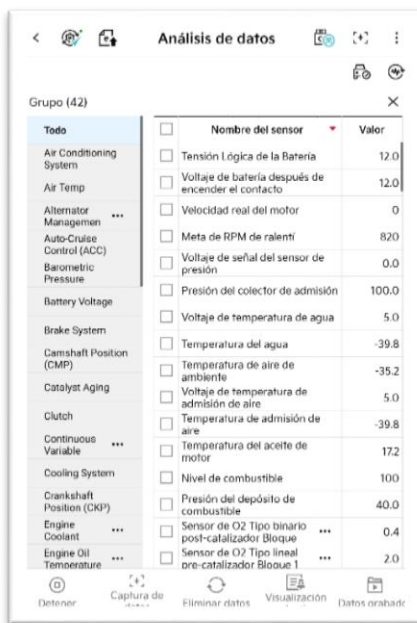 Análisis de datos
Grupo (42)
Todo
Air Conditioning
System
Air Temp
Alternator
Managemen ...
Auto-Cruise
Control (ACC)
Barometric
Pressure
Battery Voltage
Brake System
Camshaft Position
(CMP)
Catalyst Aging
Clutch
Continuous
Variable ...
Cooling System
Crankshaft
Position (CKP)
Engine
Coolant ...
Engine Oil
Temperature ...
Nombre del sensor Valor
Tensión Lógica de la Batería 12.0
Voltaje de batería después de
encender el contacto 12.0
Velocidad real del motor 0
Meta de RPM de ralentí 820
Voltaje de señal del sensor de
presión 0.0
Presión del colector de admisión 100.0
Voltaje de temperatura de agua 5.0
Temperatura del agua -39.8
Temperatura de aire de
ambiente -35.2
Voltaje de temperatura de
admisión de aire 5.0
Temperatura de admisión de
aire -39.8
Temperatura del aceite de
motor 17.2
Nivel de combustible 100
Presión del depósito de
combustible 40.0
Sensor de O2 Tipo binario
post-catalizador Bloque ... 0.4
Sensor de O2 Tipo lineal
pre-catalizador Bloque 1 ... 2.0
Detener
Captura de
Eliminar datos
Visualización
Datos grabado